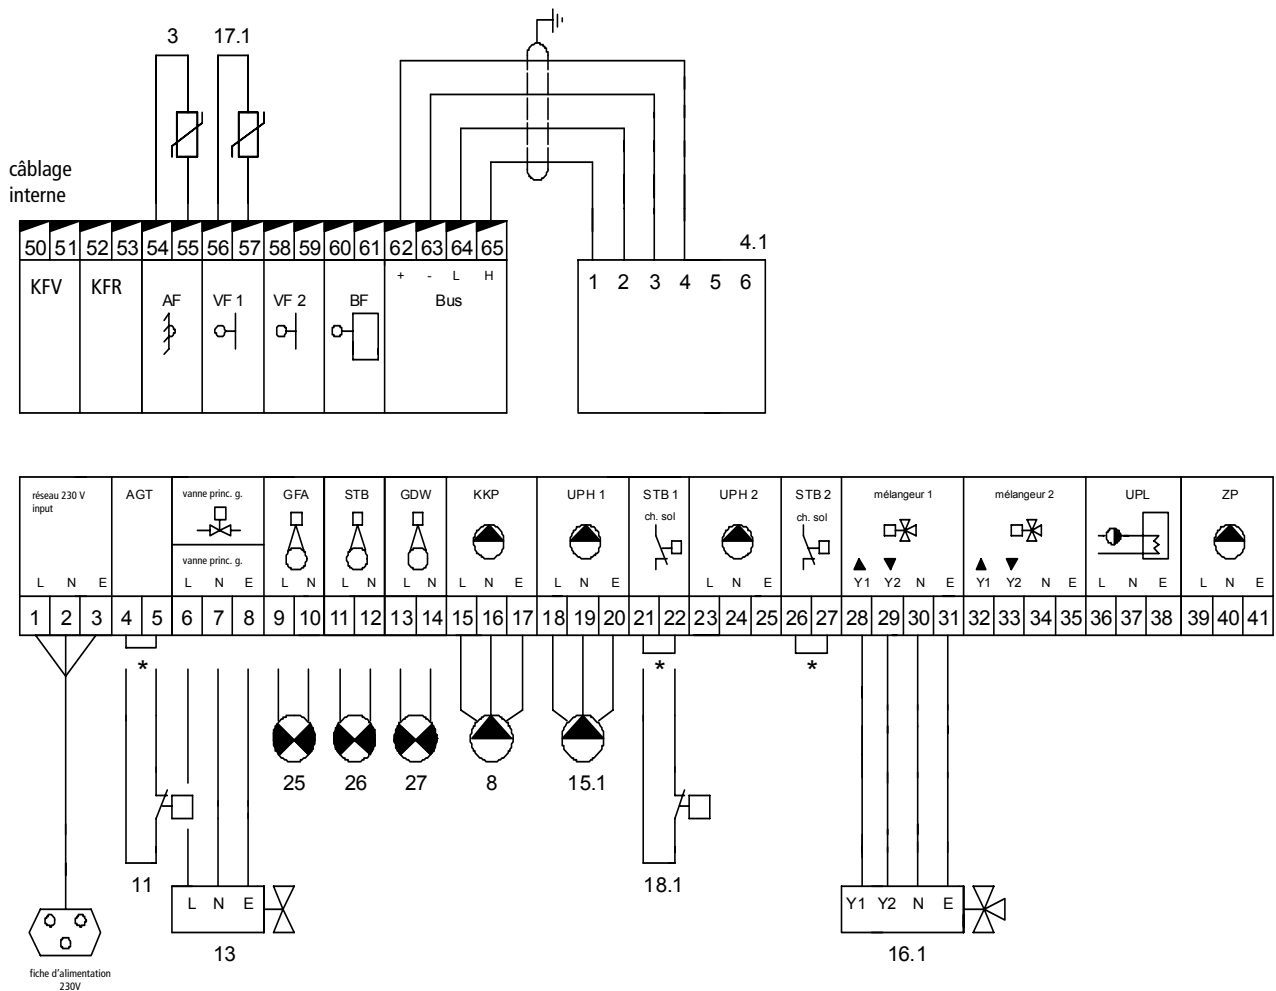 3 17.1
câblage
interne
50 51 52 53 54 55 56 57 58 59 60 61 62 63 64 65
4.1
+ - L H
KFV KFR AF VF 1 VF 2 BF Bus
1 2 3 4 5 6
réseau 230 V
input
AGT
vanne princ. g.
vanne princ. g.
GFA STB GDW KKP UPH 1
STB 1
ch. sol
UPH 2
STB 2
ch. sol
mélangeur 1 mélangeur 2 UPL ZP
L N E L N E L N L N L N L N E L N E L N E Y1 Y2 N E Y1 Y2 N E L N E L N E
1 2 3 4 5 6 7 8 9 10 11 12 13 14 15 16 17 18 19 20 21 22 23 24 25 26 27 28 29 30 31 32 33 34 35 36 37 38 39 40 41
* * *
25 26 27 8 15.1
11 18.1
L N E Y1 Y2 N E
13 16.1
fiche d'alimentation
230V